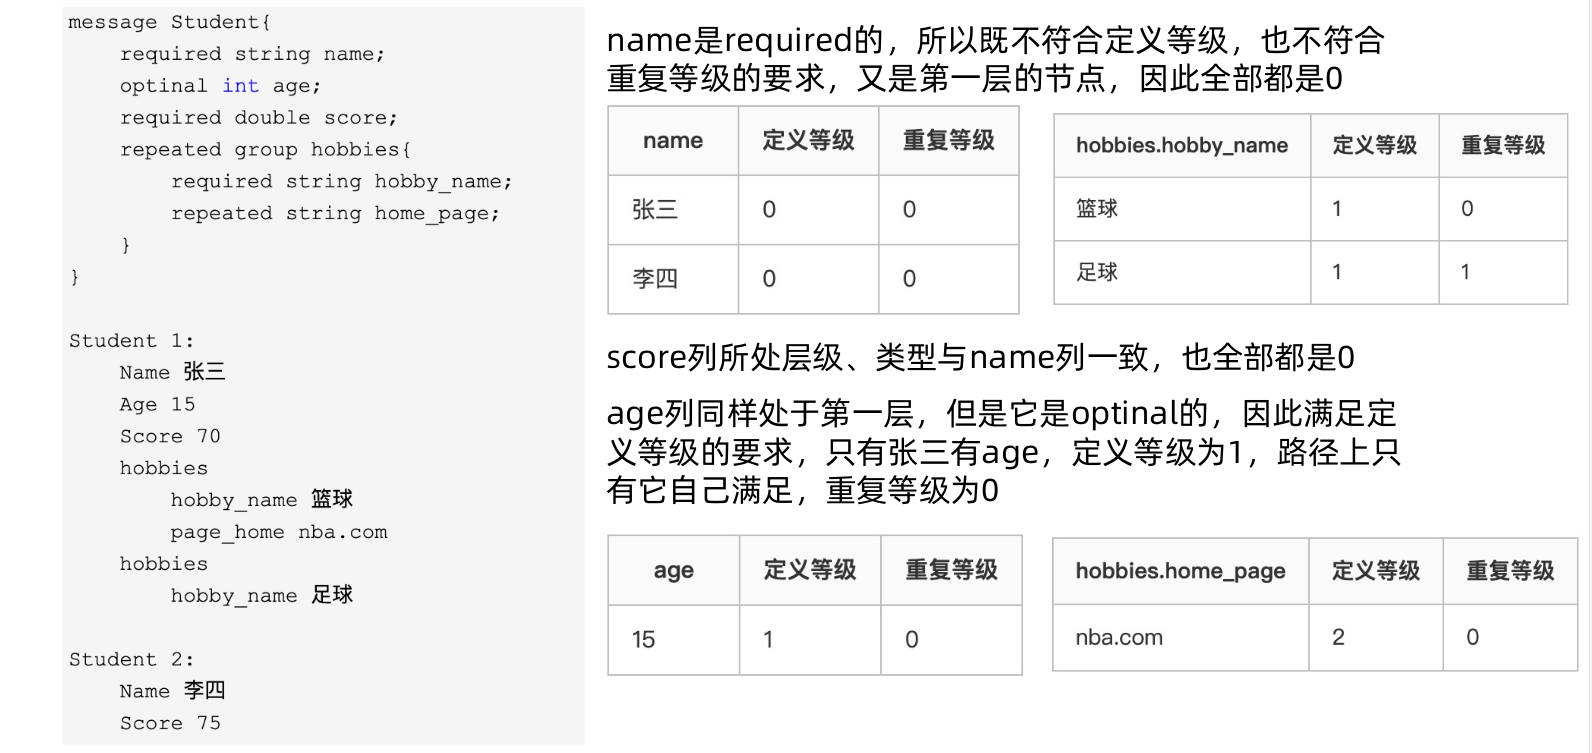 message Student{
required string name;
optinal int age;
required double score;
repeated group hobbies{
required string hobby_name;
repeated string home_page;
}
}
Student 1:
Name 张三
Age 15
Score 70
hobbies
hobby_name 篮球
page_home nba.com
hobbies
hobby_name 足球
Student 2:
Name 李四
Score 75
name是required的，所以既不符合定义等级，也不符合
重复等级的要求，又是第一层的节点，因此全部都是0
name 定义等级 重复等级
张三 0 0
李四 0 0
hobbies.hobby_name 定义等级 重复等级
篮球 1 0
足球 1 1
score列所处层级、类型与name列一致，也全部都是0
age列同样处于第一层，但是它是optinal的，因此满足定
义等级的要求，只有张三有age，定义等级为1，路径上只
有它自己满足，重复等级为0
age 定义等级 重复等级
15 1 0
hobbies.home_page 定义等级 重复等级
nba.com 2 0